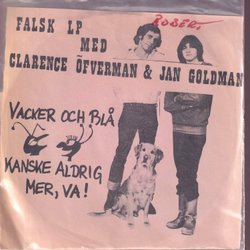 FALSK LP
MED
CLARENCE ÖFVERMAN & JAN GOLDMAN
ROBERT
VACKER OCH BLÅ
KANSKE ALDRIG
MER, VA!